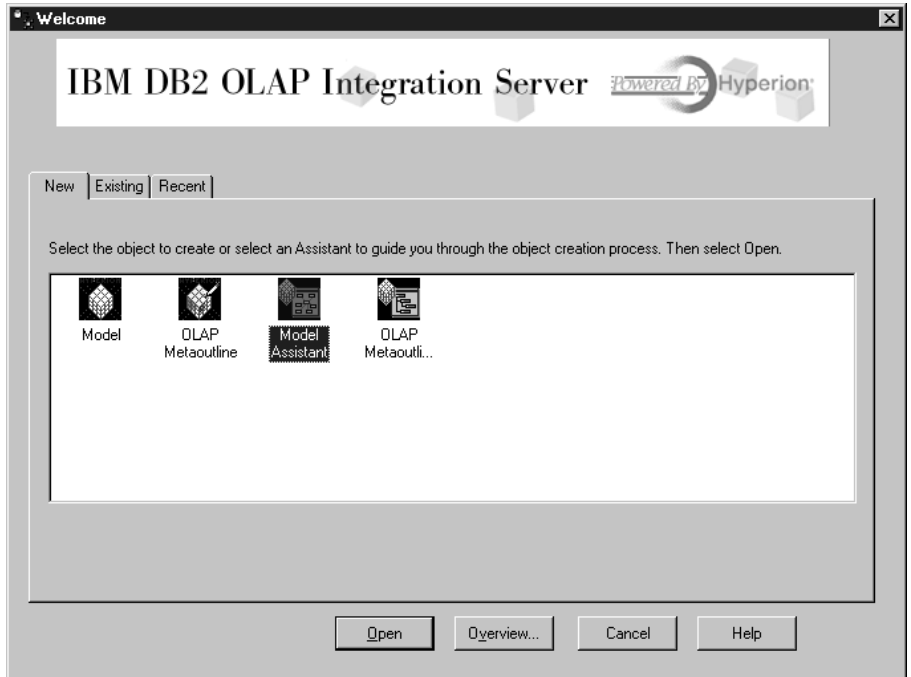 Welcome
IBM DB2 OLAP Integration Server Powered By Hyperion
New Existing Recent
Select the object to create or select an Assistant to guide you through the object creation process. Then select Open.
Model OLAP Model OLAP
Metaoutline Assistant Metaoutli...
Open Overview... Cancel Help